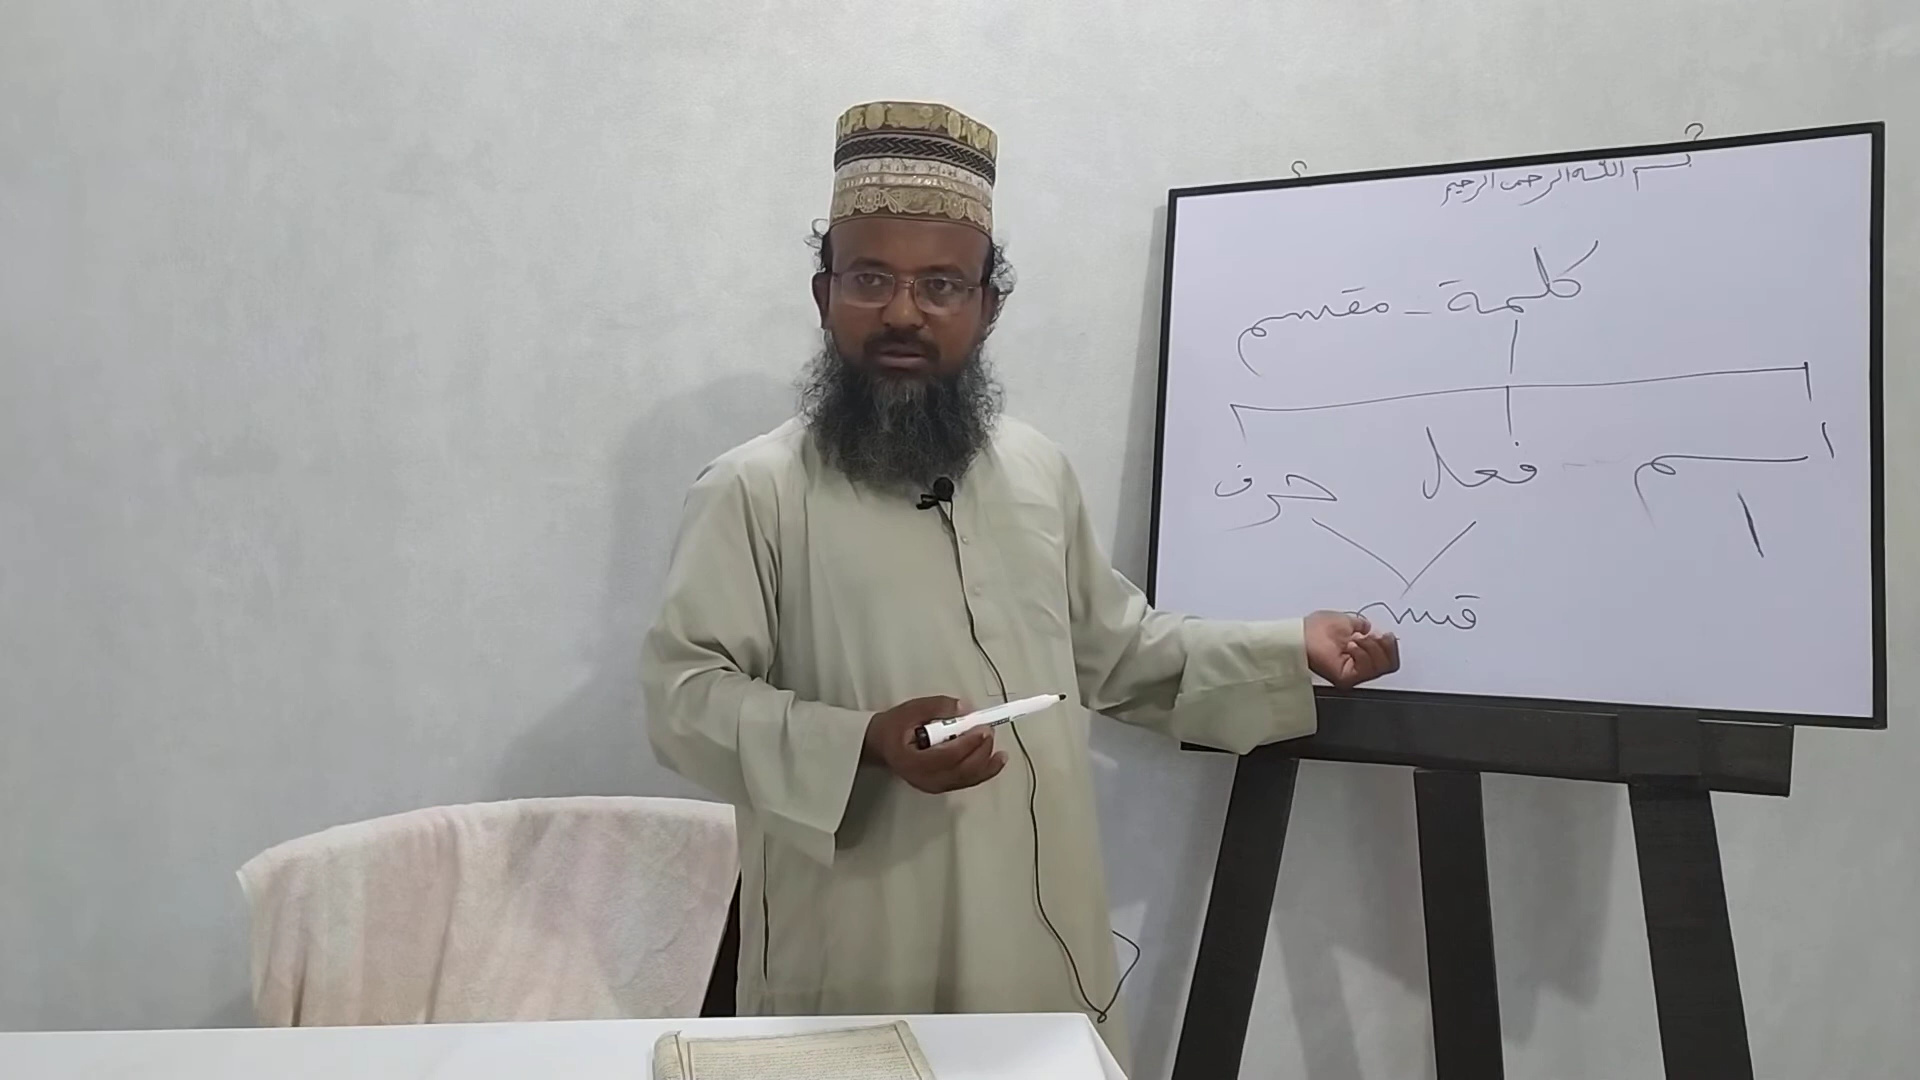 بسم الله الرحمن الرحيم
كلمة - مقسم
اسم فعل حرف
قسم